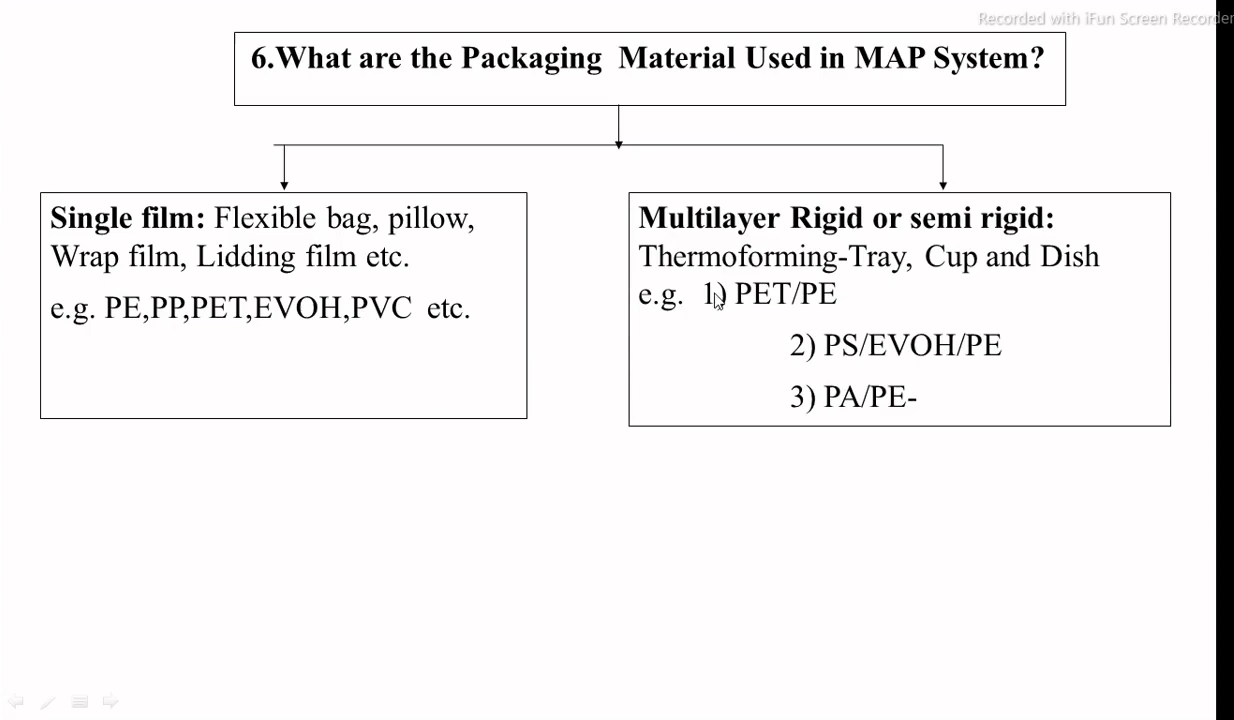 Recorded with iFun Screen Recorder
6.What are the Packaging Material Used in MAP System?
Single film: Flexible bag, pillow,
Wrap film, Lidding film etc.
e.g. PE,PP,PET,EVOH,PVC etc.
Multilayer Rigid or semi rigid:
Thermoforming-Tray, Cup and Dish
e.g. 1) PET/PE
2) PS/EVOH/PE
3) PA/PE-